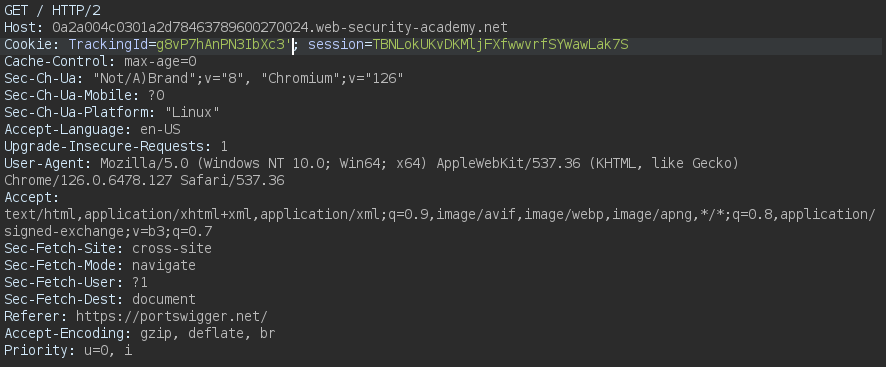 GET / HTTP/2
Host: 0a2a004c0301a2d78463789600270024.web-security-academy.net
Cookie: TrackingId=g8vP7hAnPN3IbXc3'; session=TBNLokUKvDKMljFXfwwvrfSYWawLak7S
Cache-Control: max-age=0
Sec-Ch-Ua: "Not/A)Brand";v="8", "Chromium";v="126"
Sec-Ch-Ua-Mobile: ?0
Sec-Ch-Ua-Platform: "Linux"
Accept-Language: en-US
Upgrade-Insecure-Requests: 1
User-Agent: Mozilla/5.0 (Windows NT 10.0; Win64; x64) AppleWebKit/537.36 (KHTML, like Gecko)
Chrome/126.0.6478.127 Safari/537.36
Accept:
text/html,application/xhtml+xml,application/xml;q=0.9,image/avif,image/webp,image/apng,*/*;q=0.8,application/
signed-exchange;v=b3;q=0.7
Sec-Fetch-Site: cross-site
Sec-Fetch-Mode: navigate
Sec-Fetch-User: ?1
Sec-Fetch-Dest: document
Referer: https://portswigger.net/
Accept-Encoding: gzip, deflate, br
Priority: u=0, i